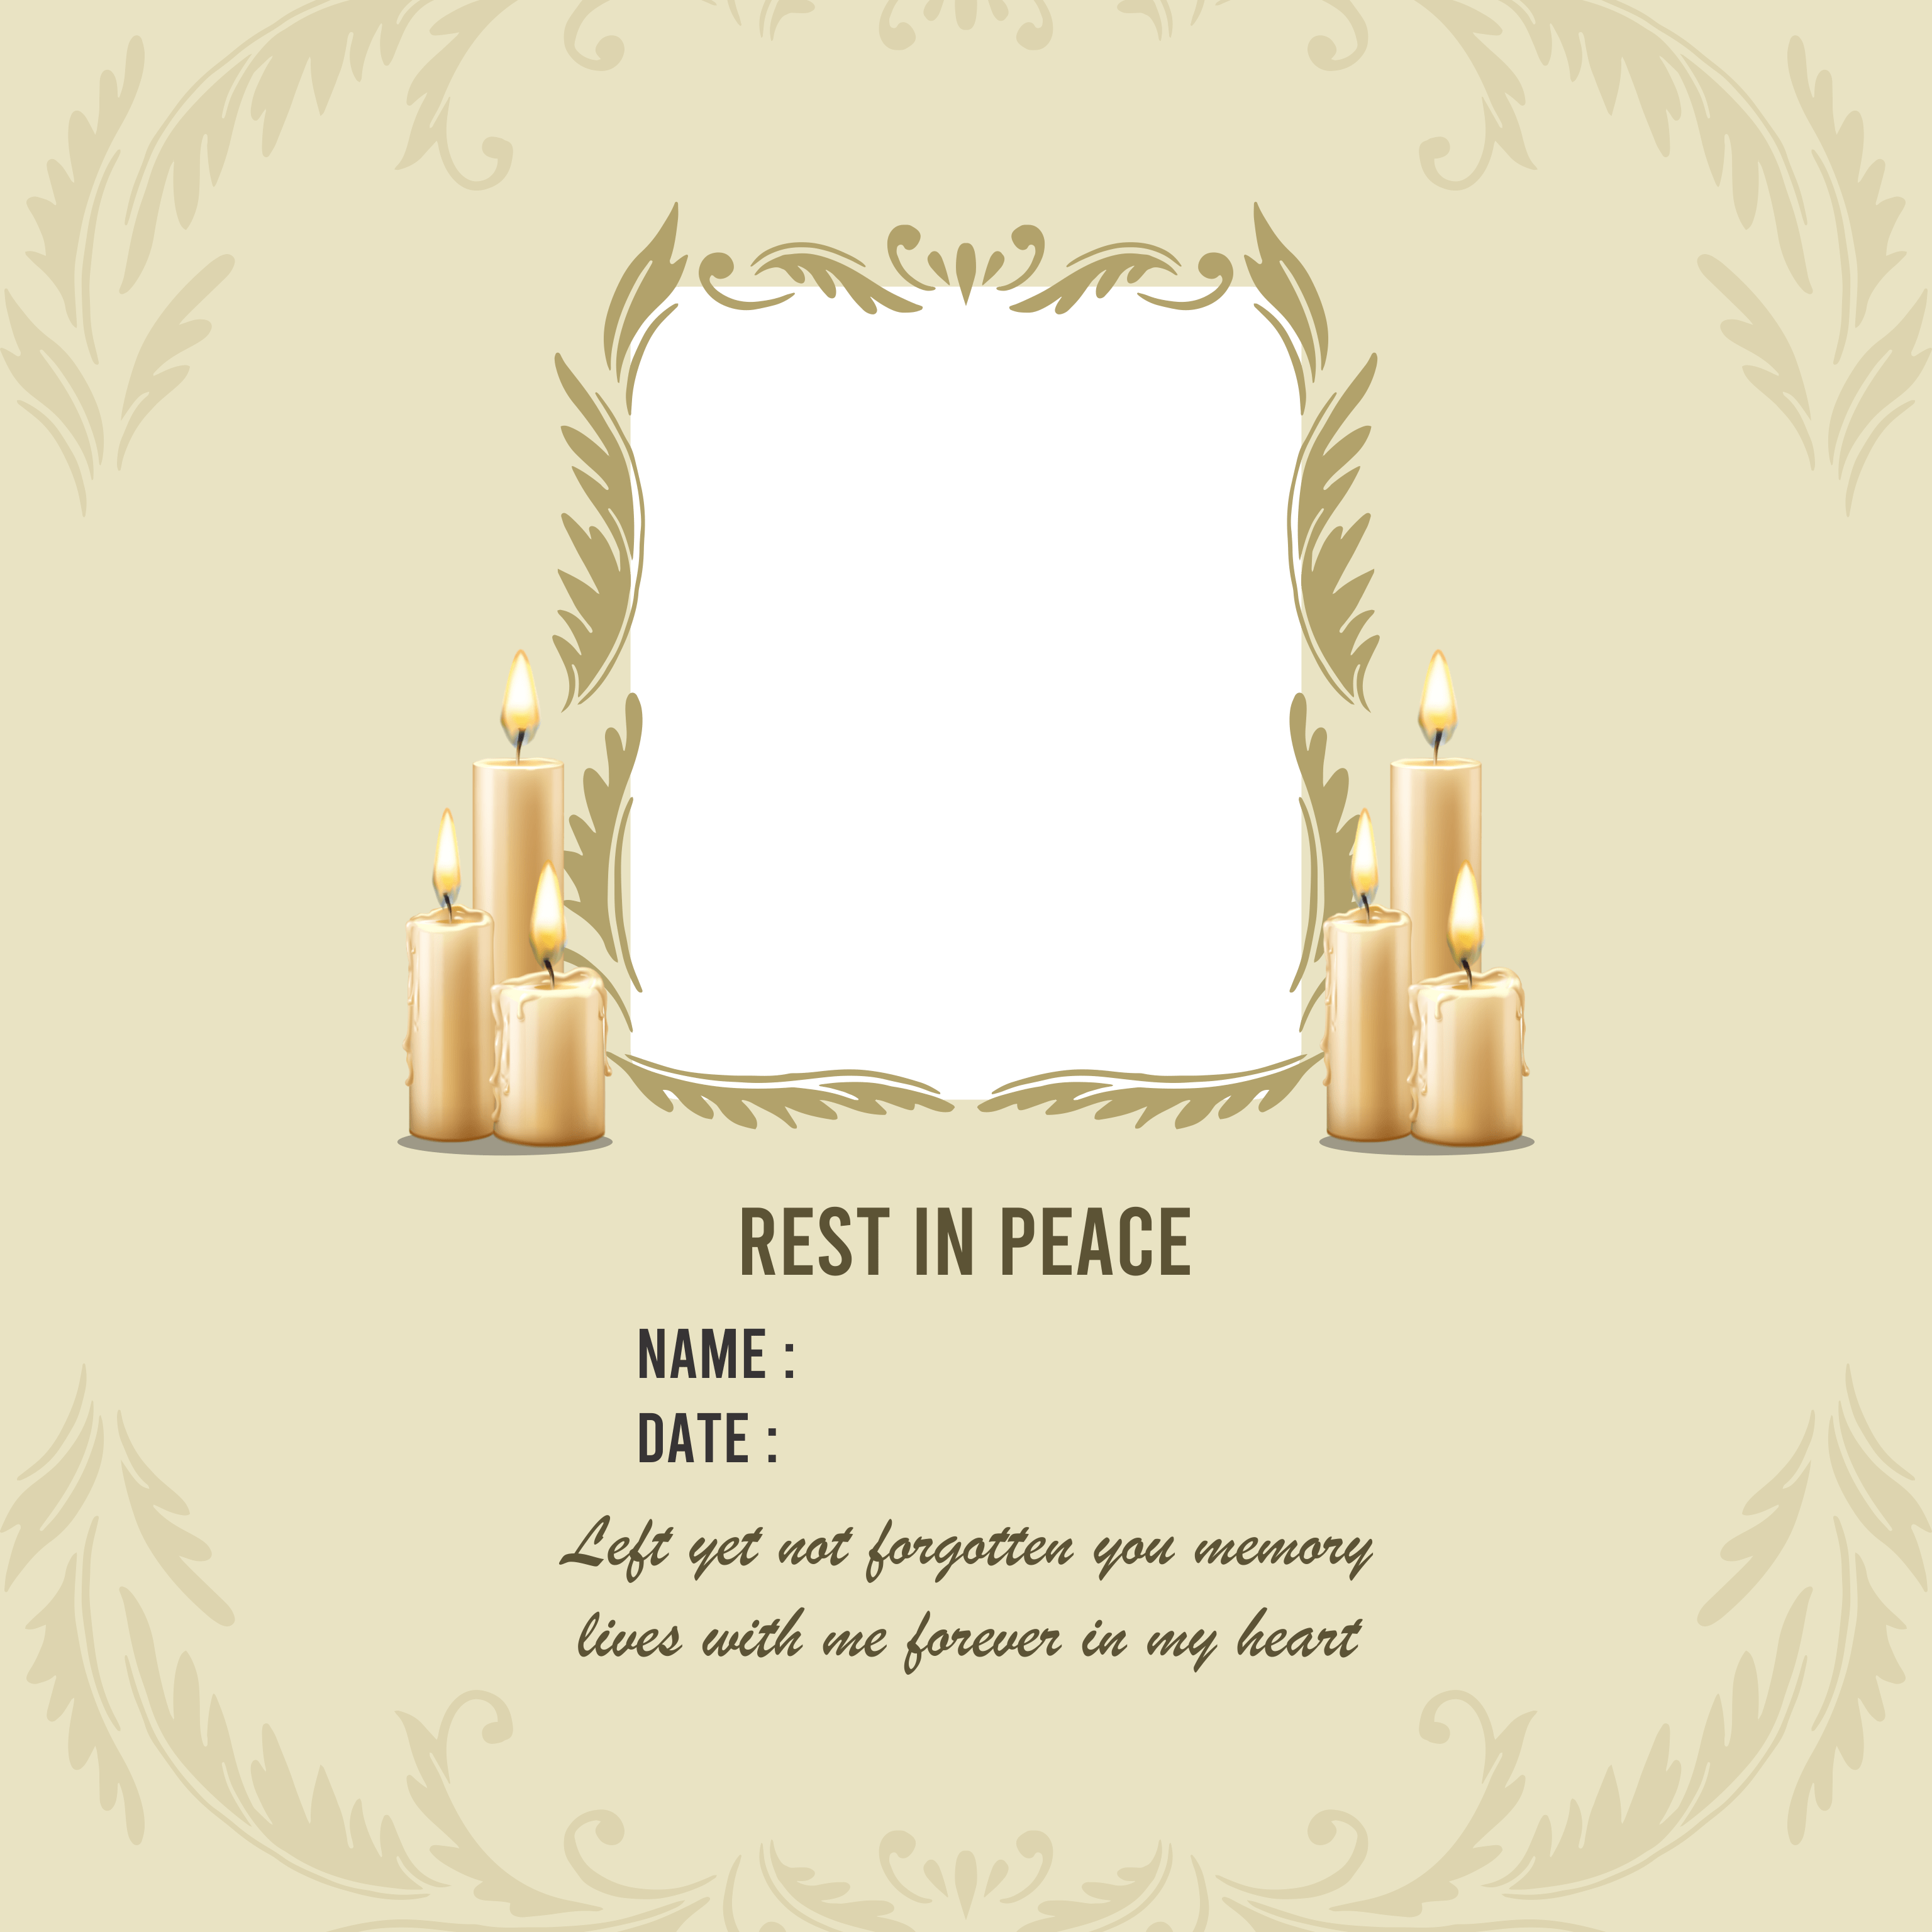 REST IN PEACE
NAME :
DATE :
Left yet not forgotten you memory
lives with me forever in my heart